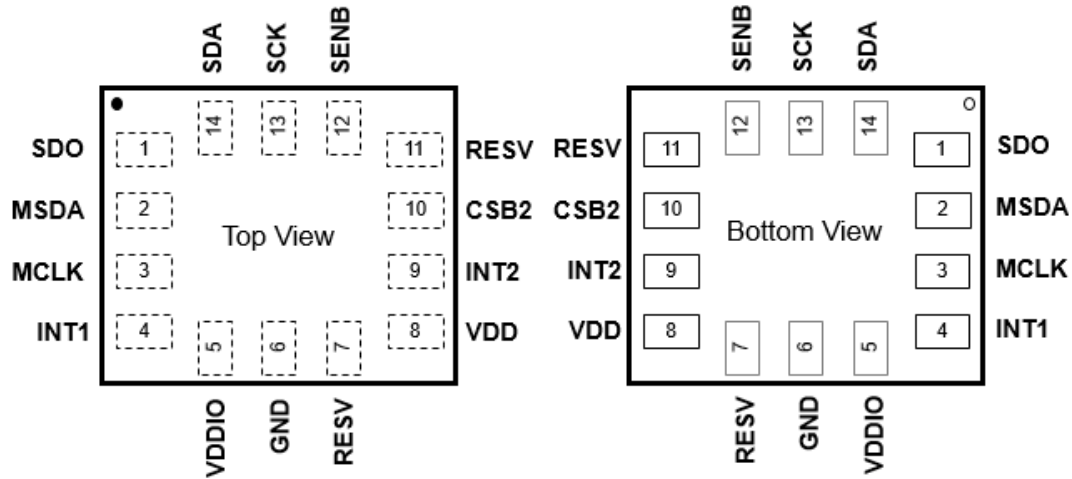 SDA SCK SENB
14 13 12
SDO 1 11 RESV
MSDA 2 10 CSB2
Top View
MCLK 3 9 INT2
INT1 4 8 VDD
5 6 7
VDDIO GND RESV
SENB SCK SDA
12 13 14
RESV 11 1 SDO
CSB2 10 2 MSDA
Bottom View
INT2 9 3 MCLK
VDD 8 4 INT1
7 6 5
RESV GND VDDIO